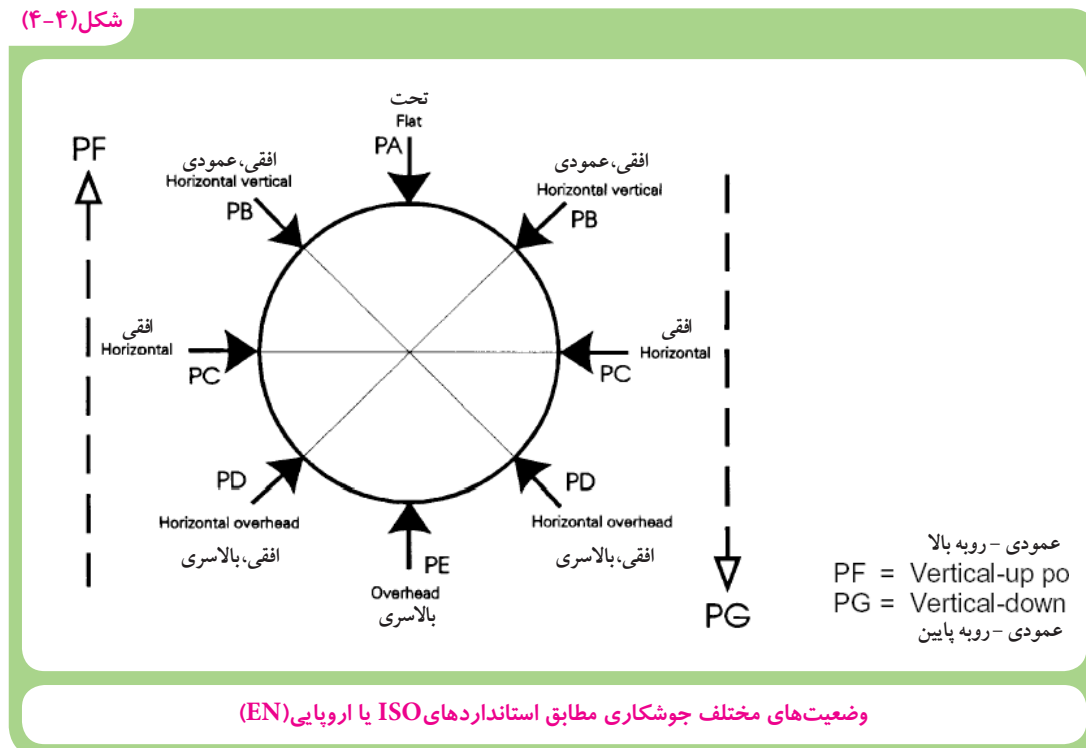 شکل(۴-۴)
تحت
Flat
PA
PF
افقی،عمودی
Horizontal vertical
PB
افقی،عمودی
Horizontal vertical
PB
افقی
Horizontal
PC
افقی
Horizontal
PC
PD
Horizontal overhead
افقی،بالاسری
PD
Horizontal overhead
افقی،بالاسری
PE
Overhead
بالاسری
PG
عمودی – روبه بالا
PF = Vertical-up po
PG = Vertical-down
عمودی – روبه پایین
وضعیت‌های مختلف جوشکاری مطابق استانداردهای ISO یا اروپایی(EN)